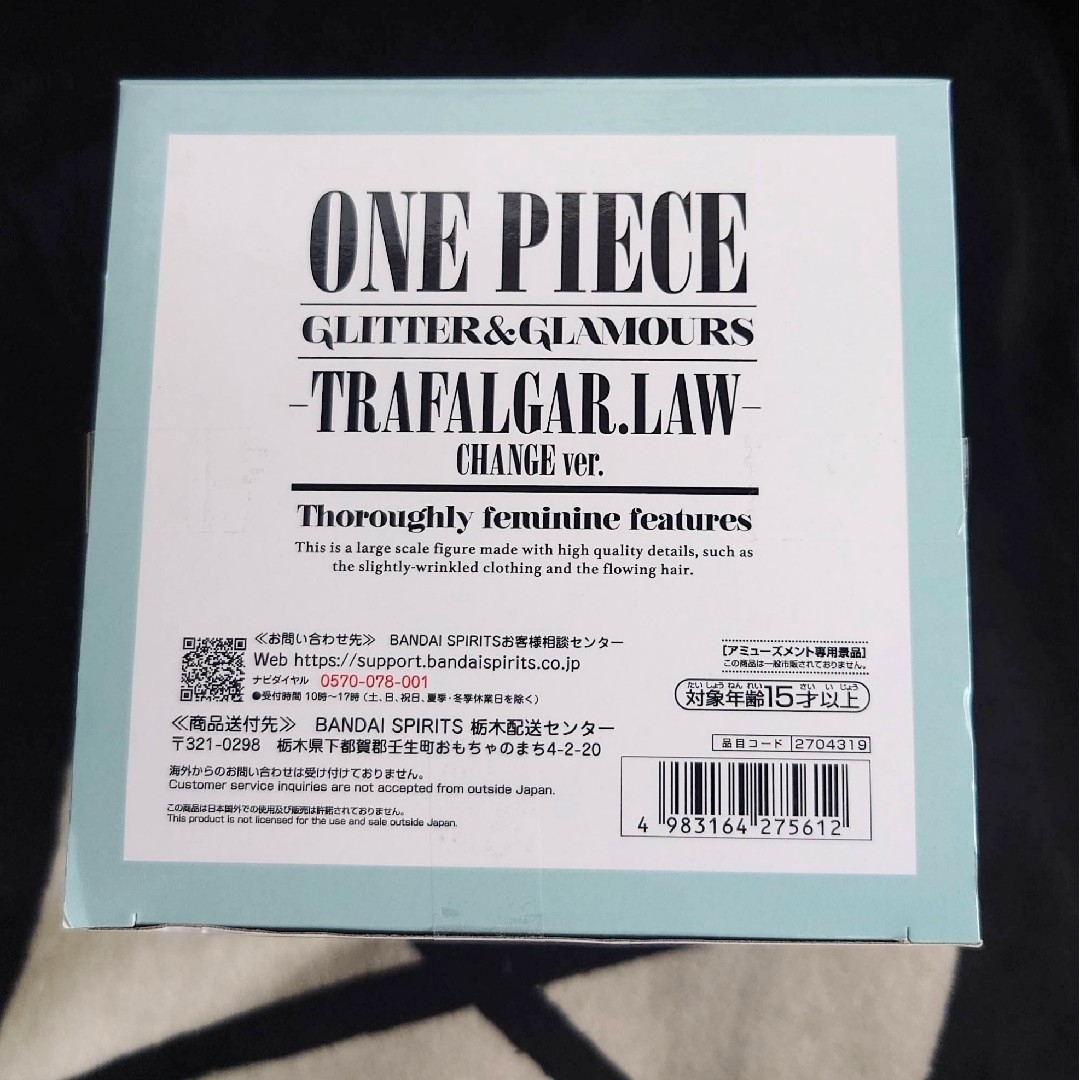 ONE PIECE
GLITTER&GLAMOURS
-TRAFALGAR.LAW-
CHANGE ver.
Thoroughly feminine features
This is a large scale figure made with high quality details, such as
the slightly-wrinkled clothing and the flowing hair.
≪お問い合わせ先≫ BANDAI SPIRITSお客様相談センター
Web https://support.bandaispirits.co.jp
ナビダイヤル 0570-078-001
●受付時間 10時～17時（土、日、祝日、夏季・冬季休業日を除く）
≪商品送付先≫ BANDAI SPIRITS 栃木配送センター
〒321-0298 栃木県下都賀郡壬生町おもちゃのまち4-2-20
海外からのお問い合わせは受け付けておりません。
Customer service inquiries are not accepted from outside Japan.
この商品は日本国外での使用及び販売は許諾されておりません。
This product is not licensed for the use and sale outside Japan.
【アミューズメント専用景品】
この商品は一般市販されておりません。
たいしょうねんれい さい いじょう
対象年齢15才以上
品目コード 2704319
4 983164 275612